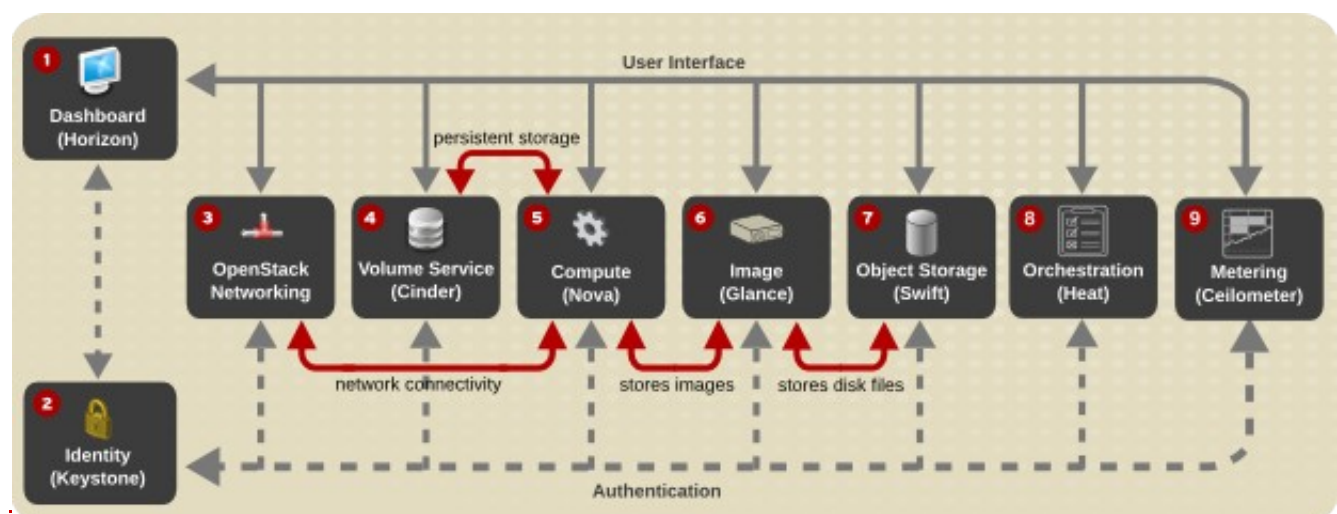 1
Dashboard
(Horizon)
User Interface
persistent storage
3
OpenStack
Networking
4
Volume Service
(Cinder)
5
Compute
(Nova)
6
Image
(Glance)
7
Object Storage
(Swift)
8
Orchestration
(Heat)
9
Metering
(Ceilometer)
network connectivity
stores images
stores disk files
2
Identity
(Keystone)
Authentication